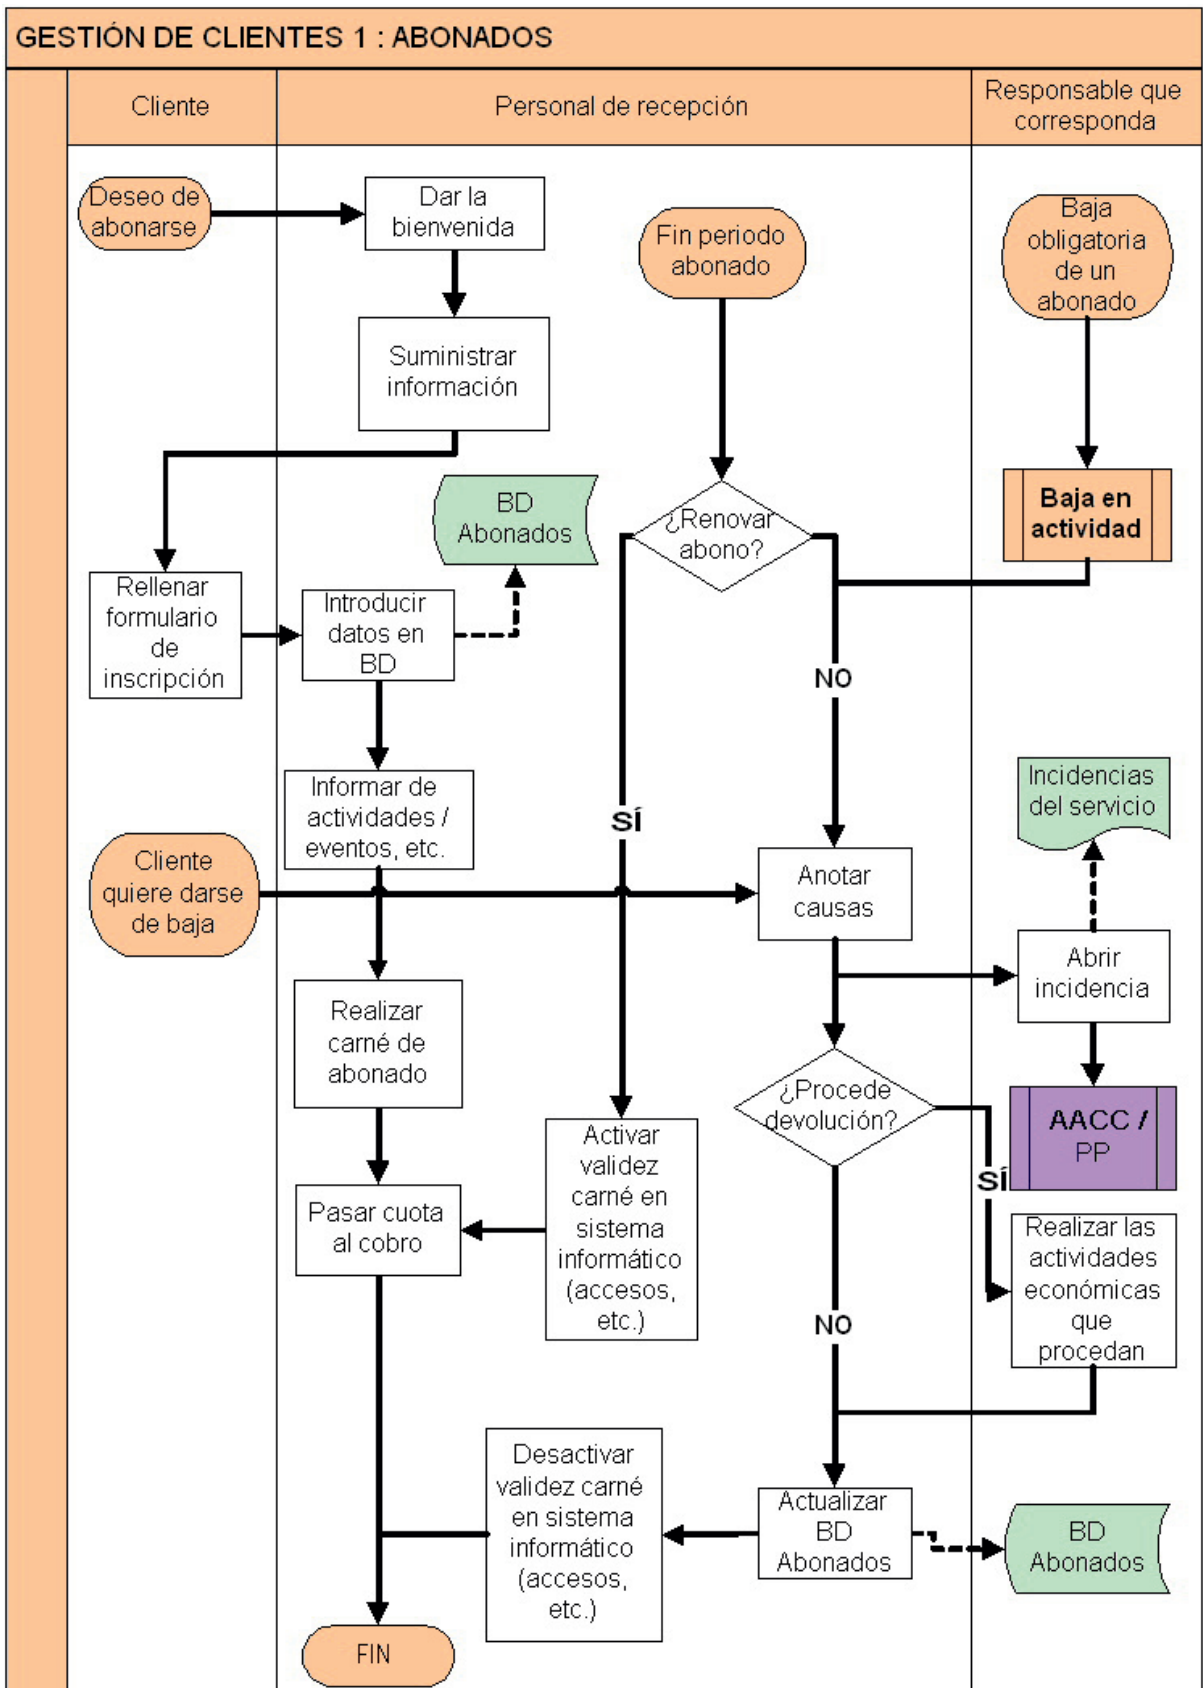 GESTIÓN DE CLIENTES 1 : ABONADOS
Cliente
Personal de recepción
Responsable que
corresponda
Deseo de
abonarse
Dar la
bienvenida
Fin periodo
abonado
Baja
obligatoria
de un
abonado
Suministrar
información
BD
Abonados
¿Renovar
abono?
Baja en
actividad
Rellenar
formulario
de
inscripción
Introducir
datos en
BD
NO
Informar de
actividades /
eventos, etc.
SÍ
Incidencias
del servicio
Cliente
quiere darse
de baja
Anotar
causas
Abrir
incidencia
Realizar
carné de
abonado
¿Procede
devolución?
AACC /
PP
SÍ
Activar
validez
carné en
sistema
informático
(accesos,
etc.)
Pasar cuota
al cobro
Realizar las
actividades
económicas
que
procedan
NO
Desactivar
validez carné
en sistema
informático
(accesos,
etc.)
Actualizar
BD
Abonados
BD
Abonados
FIN